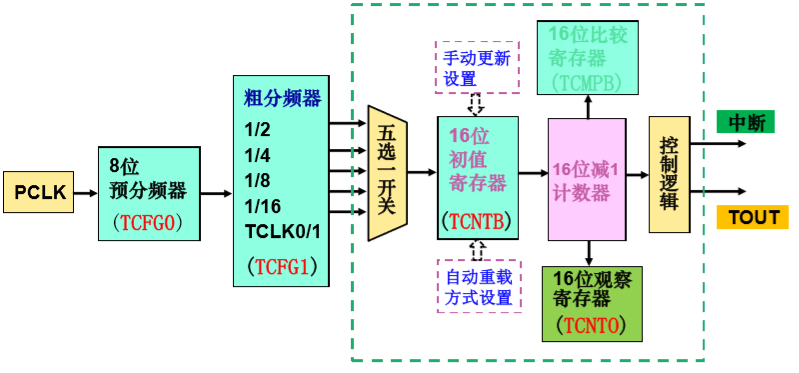 PCLK
8位
预分频器
(TCFG0)
粗分频器
1/2
1/4
1/8
1/16
TCLK0/1
(TCFG1)
五选一开关
手动更新
设置
16位
初值
寄存器
(TCNTB)
自动重载
方式设置
16位比较
寄存器
(TCMPB)
16位减1
计数器
16位观察
寄存器
(TCNTO)
控制逻辑
中断
TOUT